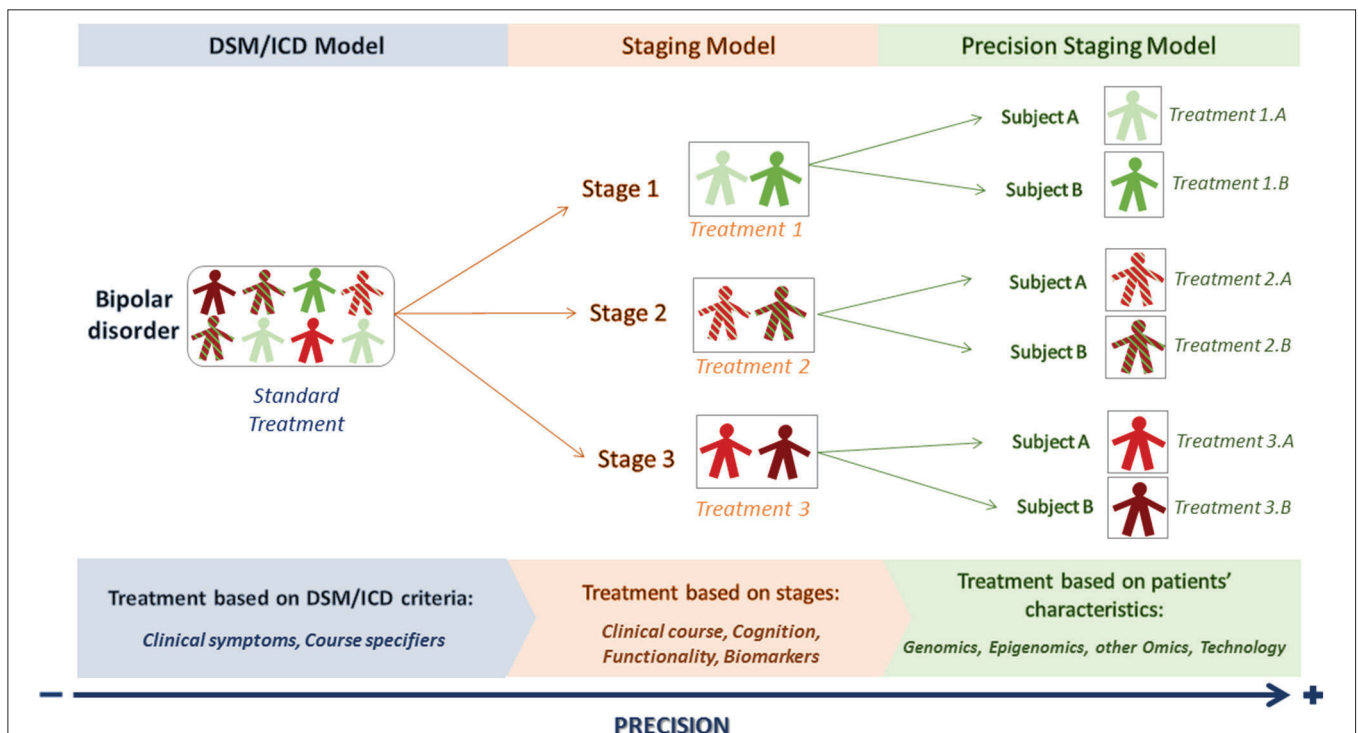 DSM/ICD Model
Staging Model
Precision Staging Model
Bipolar
disorder
Standard
Treatment
Stage 1
Treatment 1
Stage 2
Treatment 2
Stage 3
Treatment 3
Subject A
Treatment 1.A
Subject B
Treatment 1.B
Subject A
Treatment 2.A
Subject B
Treatment 2.B
Subject A
Treatment 3.A
Subject B
Treatment 3.B
Treatment based on DSM/ICD criteria:
Clinical symptoms, Course specifiers
Treatment based on stages:
Clinical course, Cognition,
Functionality, Biomarkers
Treatment based on patients’
characteristics:
Genomics, Epigenomics, other Omics, Technology
− +
PRECISION